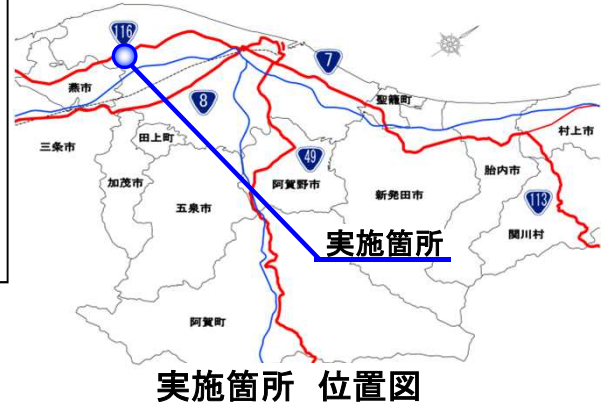 116
7
燕市
8
聖籠町
三条市
田上町
村上市
49
加茂市
阿賀野市
新発田市
胎内市
113
五泉市
関川村
実施箇所
阿賀町
実施箇所 位置図